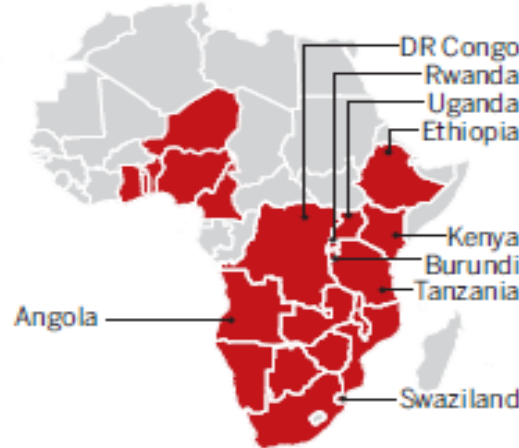 DR Congo
Rwanda
Uganda
Ethiopia
Kenya
Burundi
Tanzania
Angola
Swaziland